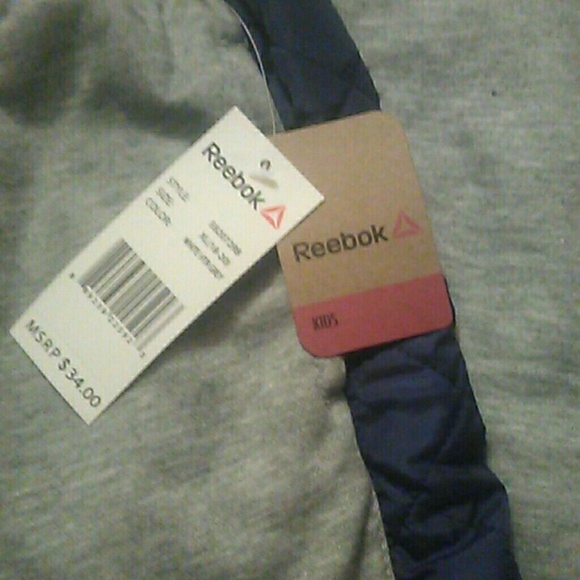 Reebok
STYLE:
SIZE:
COLOR:
MSRP $34.00
Reebok
KIDS